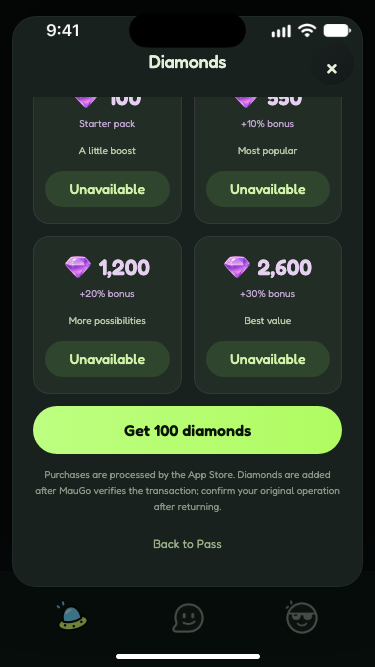 9:41
Diamonds
100
550
Starter pack
+10% bonus
A little boost
Most popular
Unavailable
Unavailable
1,200
2,600
+20% bonus
+30% bonus
More possibilities
Best value
Unavailable
Unavailable
Get 100 diamonds
Purchases are processed by the App Store. Diamonds are added
after MauGo verifies the transaction; confirm your original operation
after returning.
Back to Pass